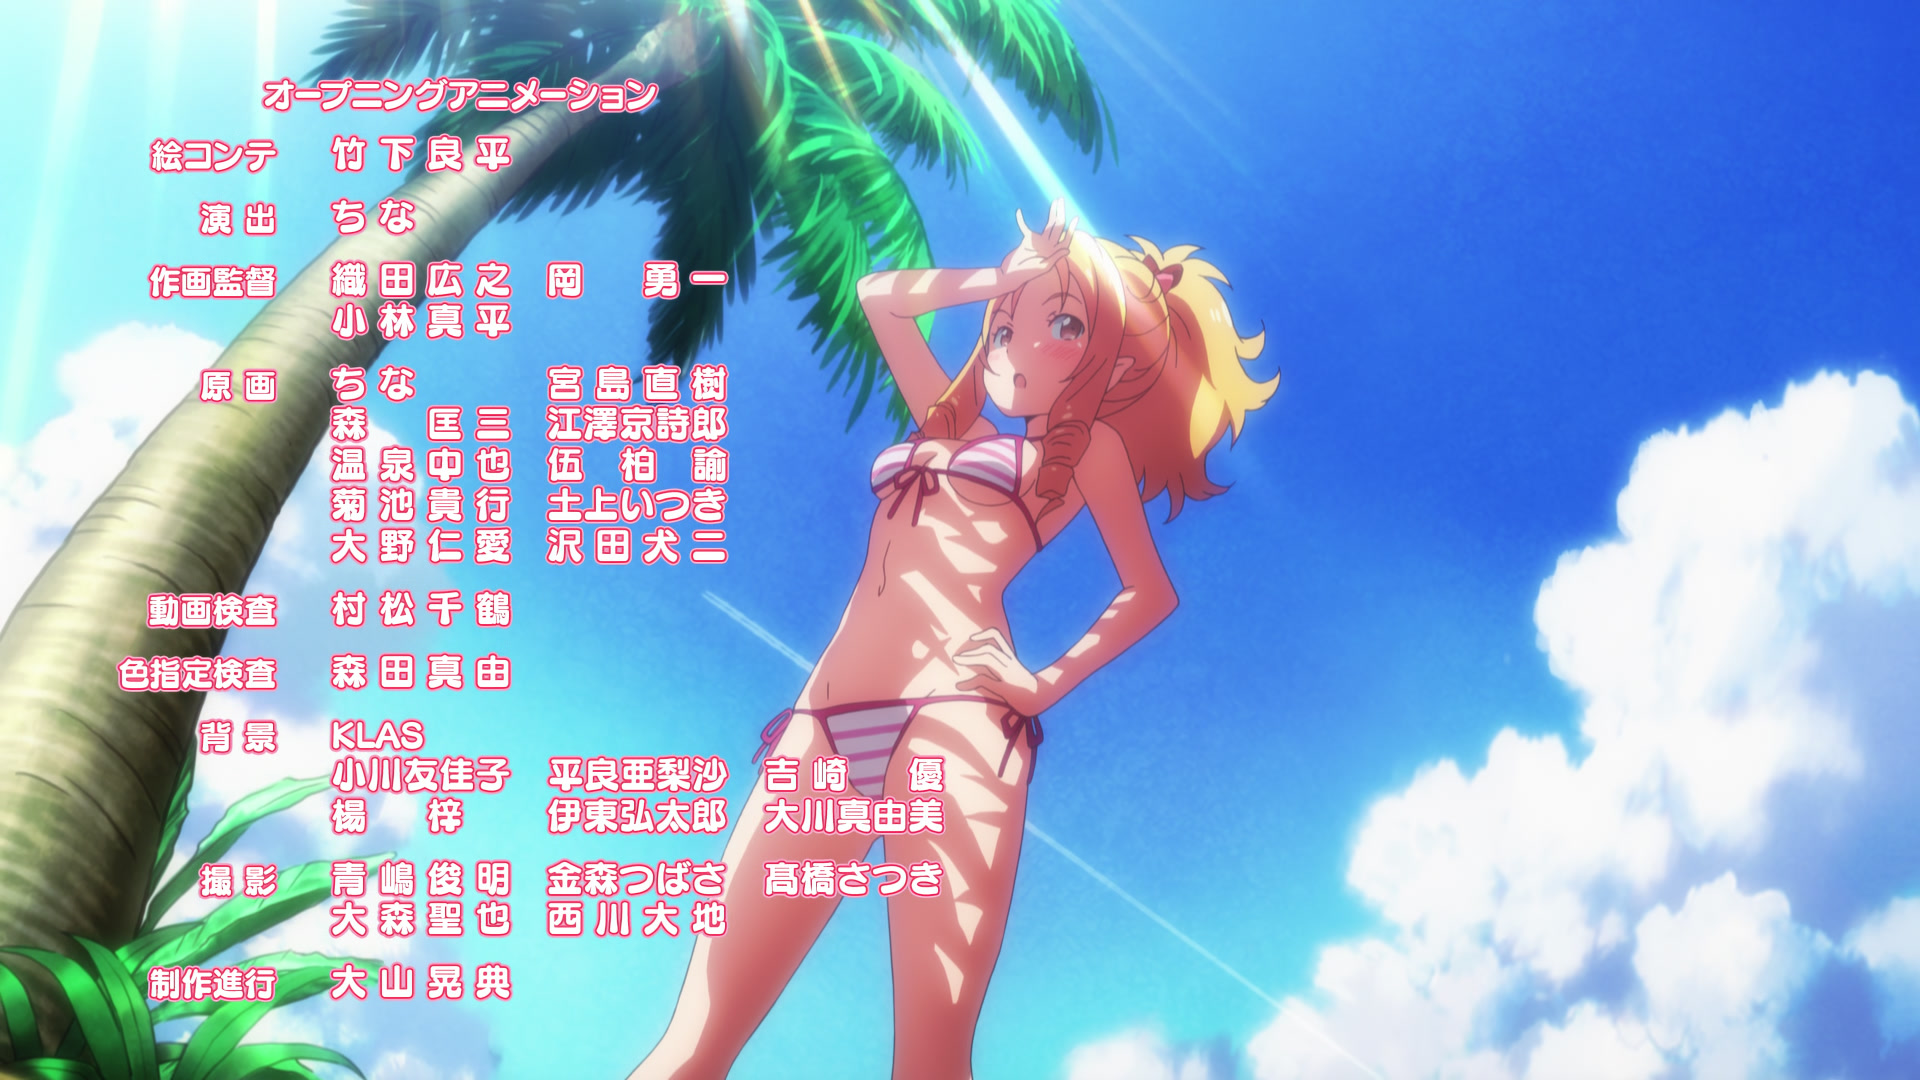 オープニングアニメーション
絵コンテ 竹下良平
演出 ちな
作画監督 織田広之 岡勇一
小林真平
原画 ちな 宮島直樹
森匡三 江澤京詩郎
温泉中也 伍柏諭
菊池貴行 土上いつき
大野仁愛 沢田犬二
動画検査 村松千鶴
色指定検査 森田真由
背景 KLAS
小川友佳子 平良亜梨沙 吉崎優
楊梓 伊東弘太郎 大川真由美
撮影 青嶋俊明 金森つばさ 髙橋さつき
大森聖也 西川大地
制作進行 大山晃典